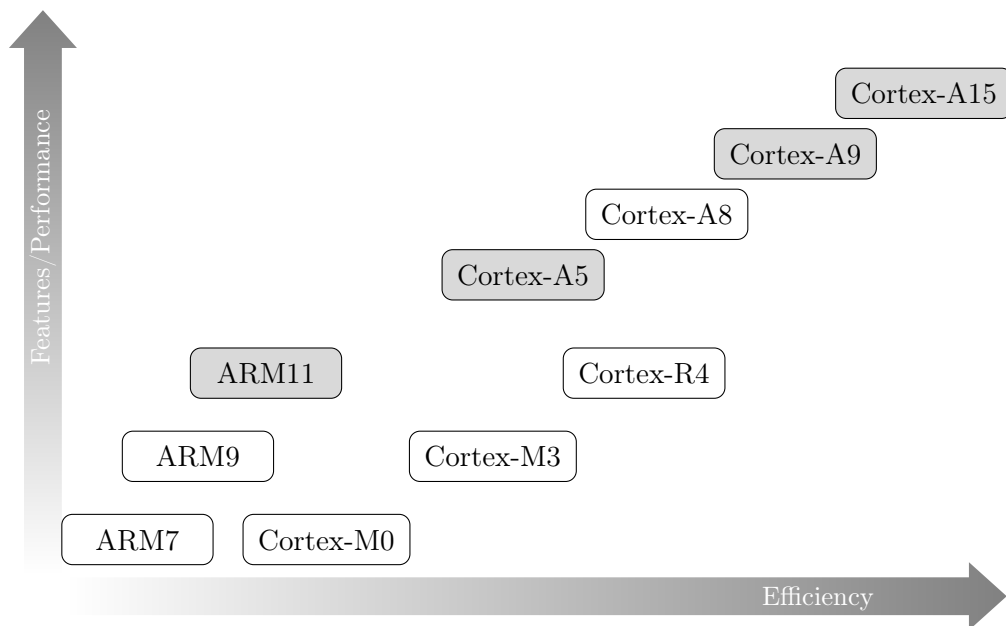 Cortex-A15
Cortex-A9
Cortex-A8
Cortex-A5
Features/Performance
ARM11
Cortex-R4
ARM9
Cortex-M3
ARM7
Cortex-M0
Efficiency